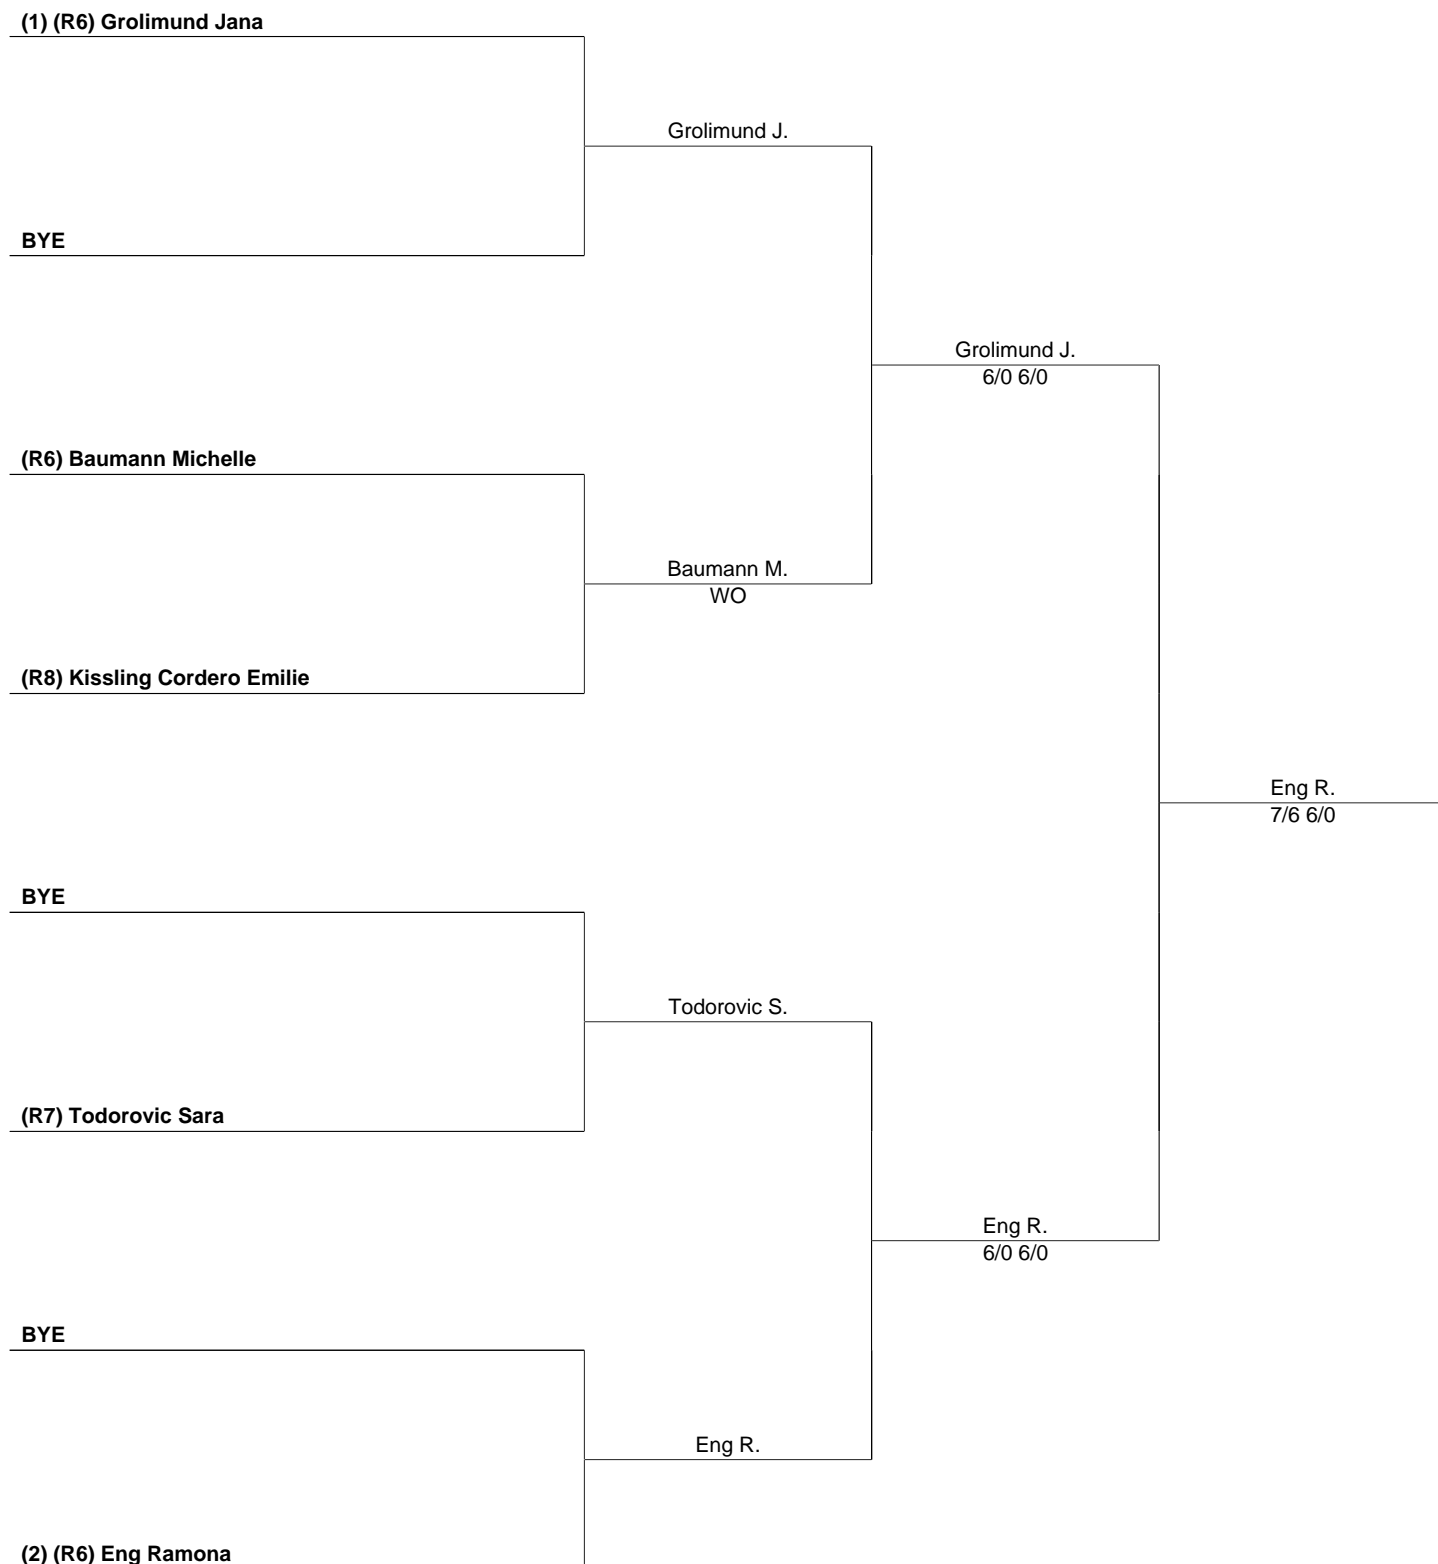 (1) (R6) Grolimund Jana
Grolimund J.
BYE
Grolimund J.
6/0 6/0
(R6) Baumann Michelle
Baumann M.
WO
(R8) Kissling Cordero Emilie
Eng R.
7/6 6/0
BYE
Todorovic S.
(R7) Todorovic Sara
Eng R.
6/0 6/0
BYE
Eng R.
(2) (R6) Eng Ramona